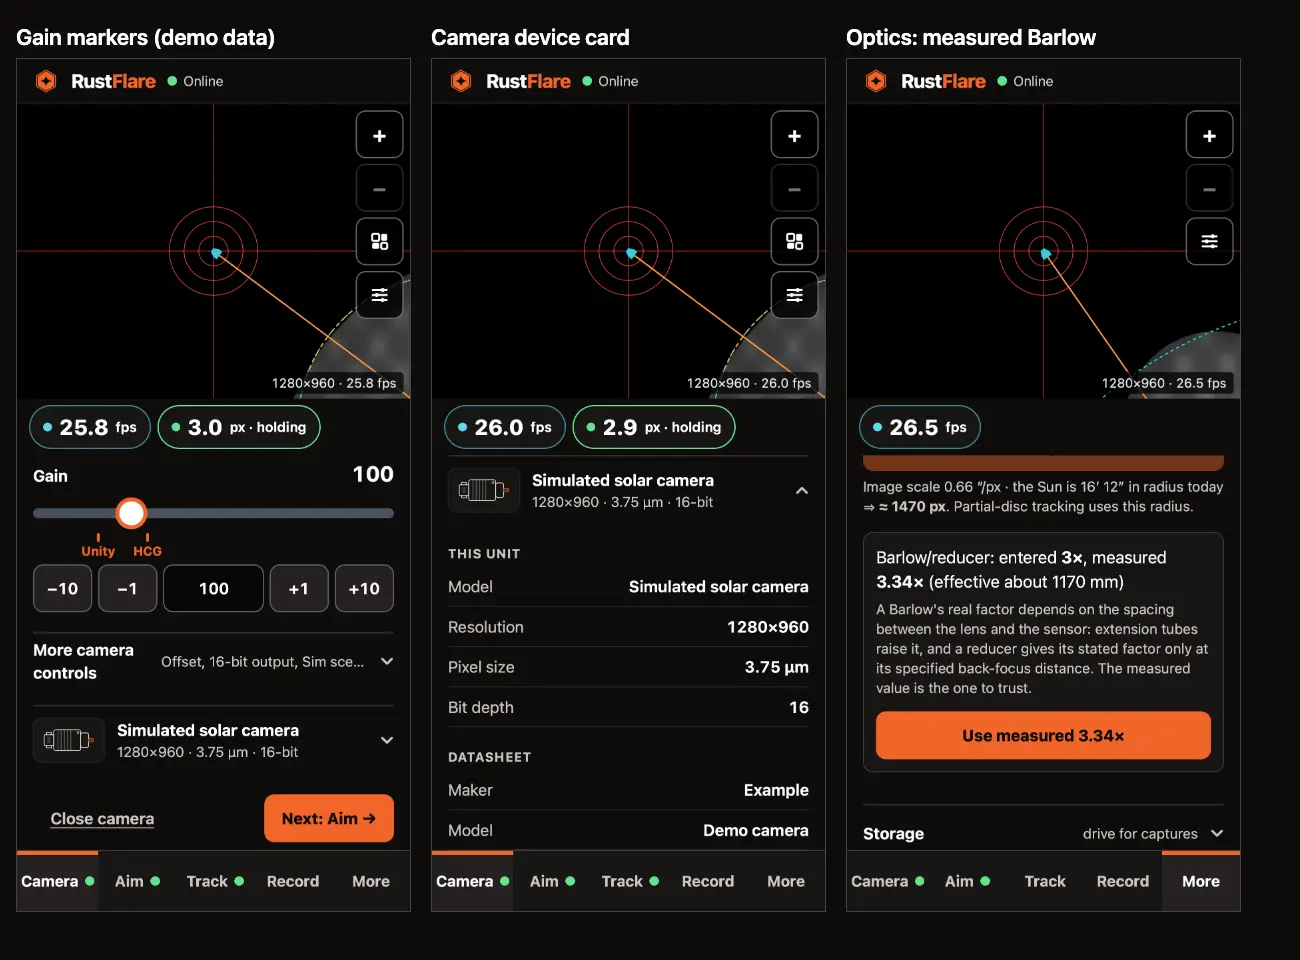 Gain markers (demo data)
RustFlare Online
+
−
1280×960 · 25.8 fps
25.8 fps 3.0 px · holding
Gain 100
Unity HCG
−10 −1 100 +1 +10
More camera controls Offset, 16-bit output, Sim sce...
Simulated solar camera
1280×960 · 3.75 µm · 16-bit
Close camera Next: Aim →
Camera Aim Track Record More
Camera device card
RustFlare Online
+
−
1280×960 · 26.0 fps
26.0 fps 2.9 px · holding
Simulated solar camera
1280×960 · 3.75 µm · 16-bit
THIS UNIT
Model Simulated solar camera
Resolution 1280×960
Pixel size 3.75 µm
Bit depth 16
DATASHEET
Maker Example
Model Demo camera
Camera Aim Track Record More
Optics: measured Barlow
RustFlare Online
+
−
1280×960 · 26.5 fps
26.5 fps
Image scale 0.66 ″/px · the Sun is 16′ 12″ in radius today
⇒ ≈ 1470 px. Partial-disc tracking uses this radius.
Barlow/reducer: entered 3×, measured
3.34× (effective about 1170 mm)
A Barlow's real factor depends on the spacing
between the lens and the sensor: extension tubes
raise it, and a reducer gives its stated factor only at
its specified back-focus distance. The measured
value is the one to trust.
Use measured 3.34×
Storage drive for captures
Camera Aim Track Record More